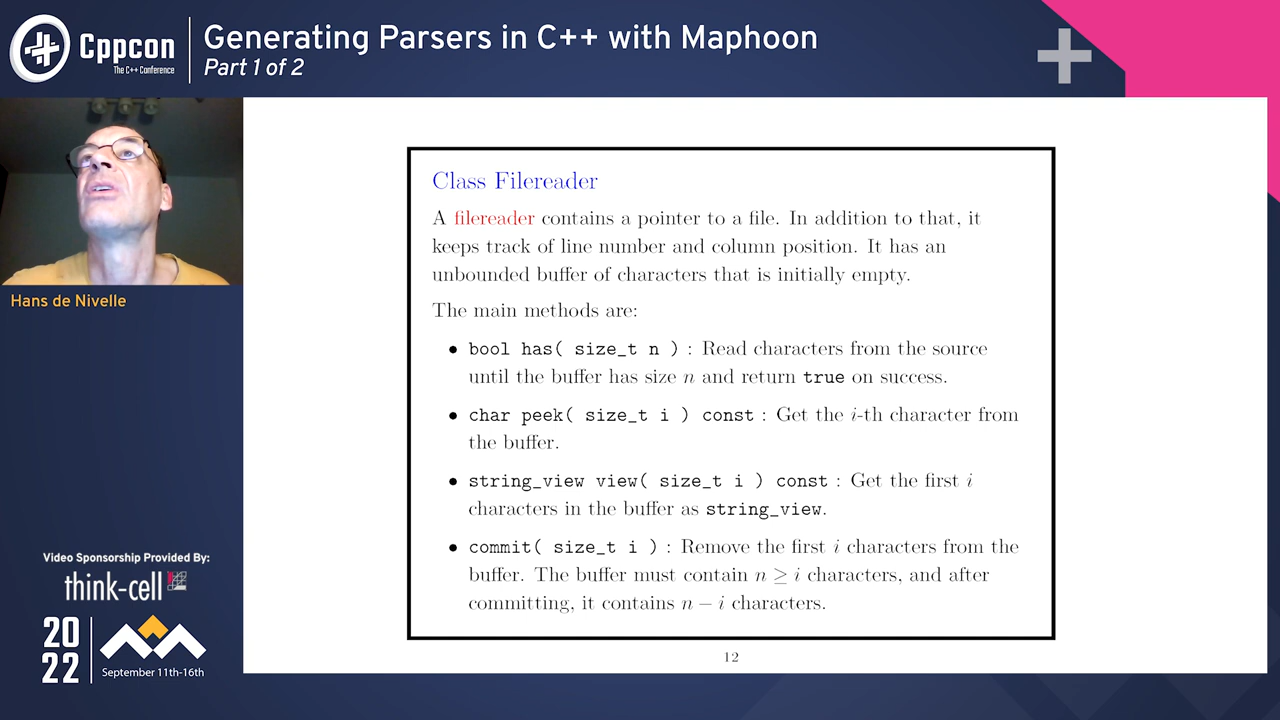 Cppcon
The C++ Conference
Generating Parsers in C++ with Maphoon
Part 1 of 2
Hans de Nivelle
Class Filereader
A filereader contains a pointer to a file. In addition to that, it
keeps track of line number and column position. It has an
unbounded buffer of characters that is initially empty.
The main methods are:
• bool has( size_t n ) : Read characters from the source
until the buffer has size n and return true on success.
• char peek( size_t i ) const : Get the i-th character from
the buffer.
• string_view view( size_t i ) const : Get the first i
characters in the buffer as string_view.
• commit( size_t i ) : Remove the first i characters from the
buffer. The buffer must contain n ≥ i characters, and after
committing, it contains n − i characters.
12
Video Sponsorship Provided By:
think-cell
20
22
September 11th-16th